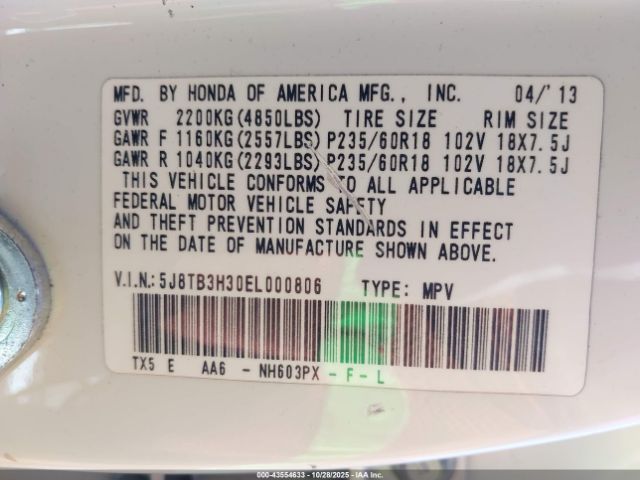 MFD. BY HONDA OF AMERICA MFG., INC. 04/'13
GVWR 2200KG(4850LBS) TIRE SIZE RIM SIZE
GAWR F 1160KG(2557LBS) P235/60R18 102V 18X7.5J
GAWR R 1040KG(2293LBS) P235/60R18 102V 18X7.5J
THIS VEHICLE CONFORMS TO ALL APPLICABLE
FEDERAL MOTOR VEHICLE SAFETY
AND THEFT PREVENTION STANDARDS IN EFFECT
ON THE DATE OF MANUFACTURE SHOWN ABOVE.
V.I.N.:5J8TB3H30EL000806 TYPE: MPV
TX5 E AA6 - NH603PX - F - L
000-43554633 - 10/28/2025 - IAA Inc.